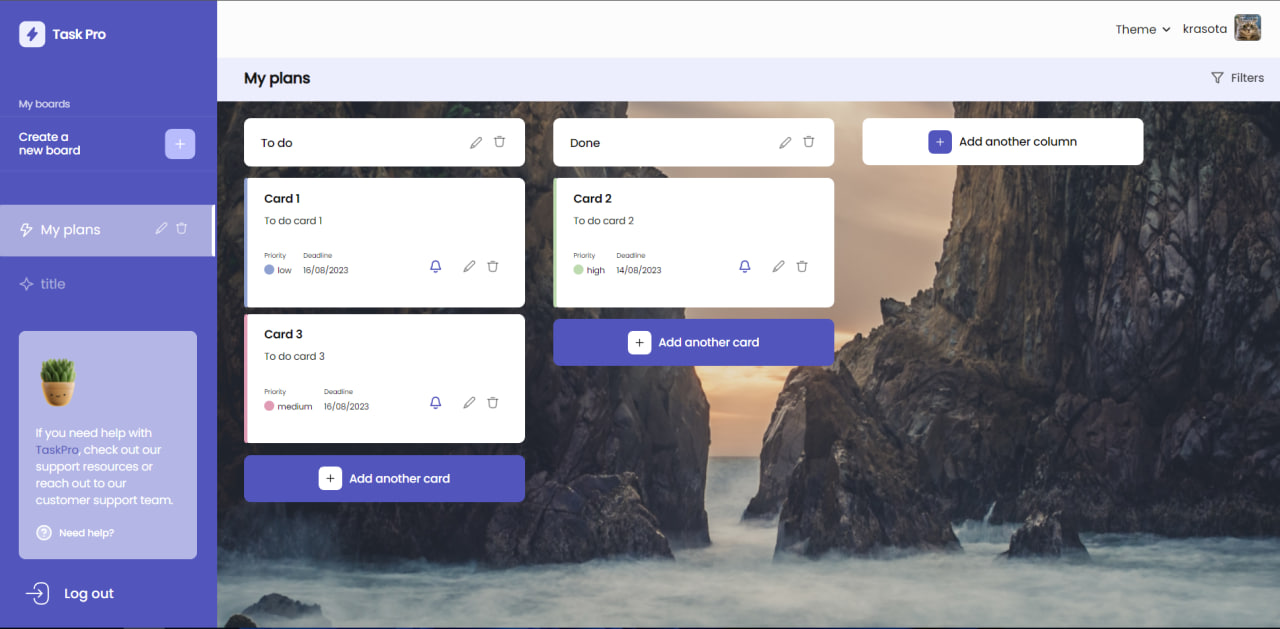 Task Pro
My boards
Create a
new board
My plans
title
If you need help with
TaskPro, check out our
support resources or
reach out to our
customer support team.
Need help?
Log out
Theme
krasota
My plans
Filters
To do
Card 1
To do card 1
Priority Deadline
low 16/08/2023
Card 3
To do card 3
Priority Deadline
medium 16/08/2023
Add another card
Done
Card 2
To do card 2
Priority Deadline
high 14/08/2023
Add another card
Add another column